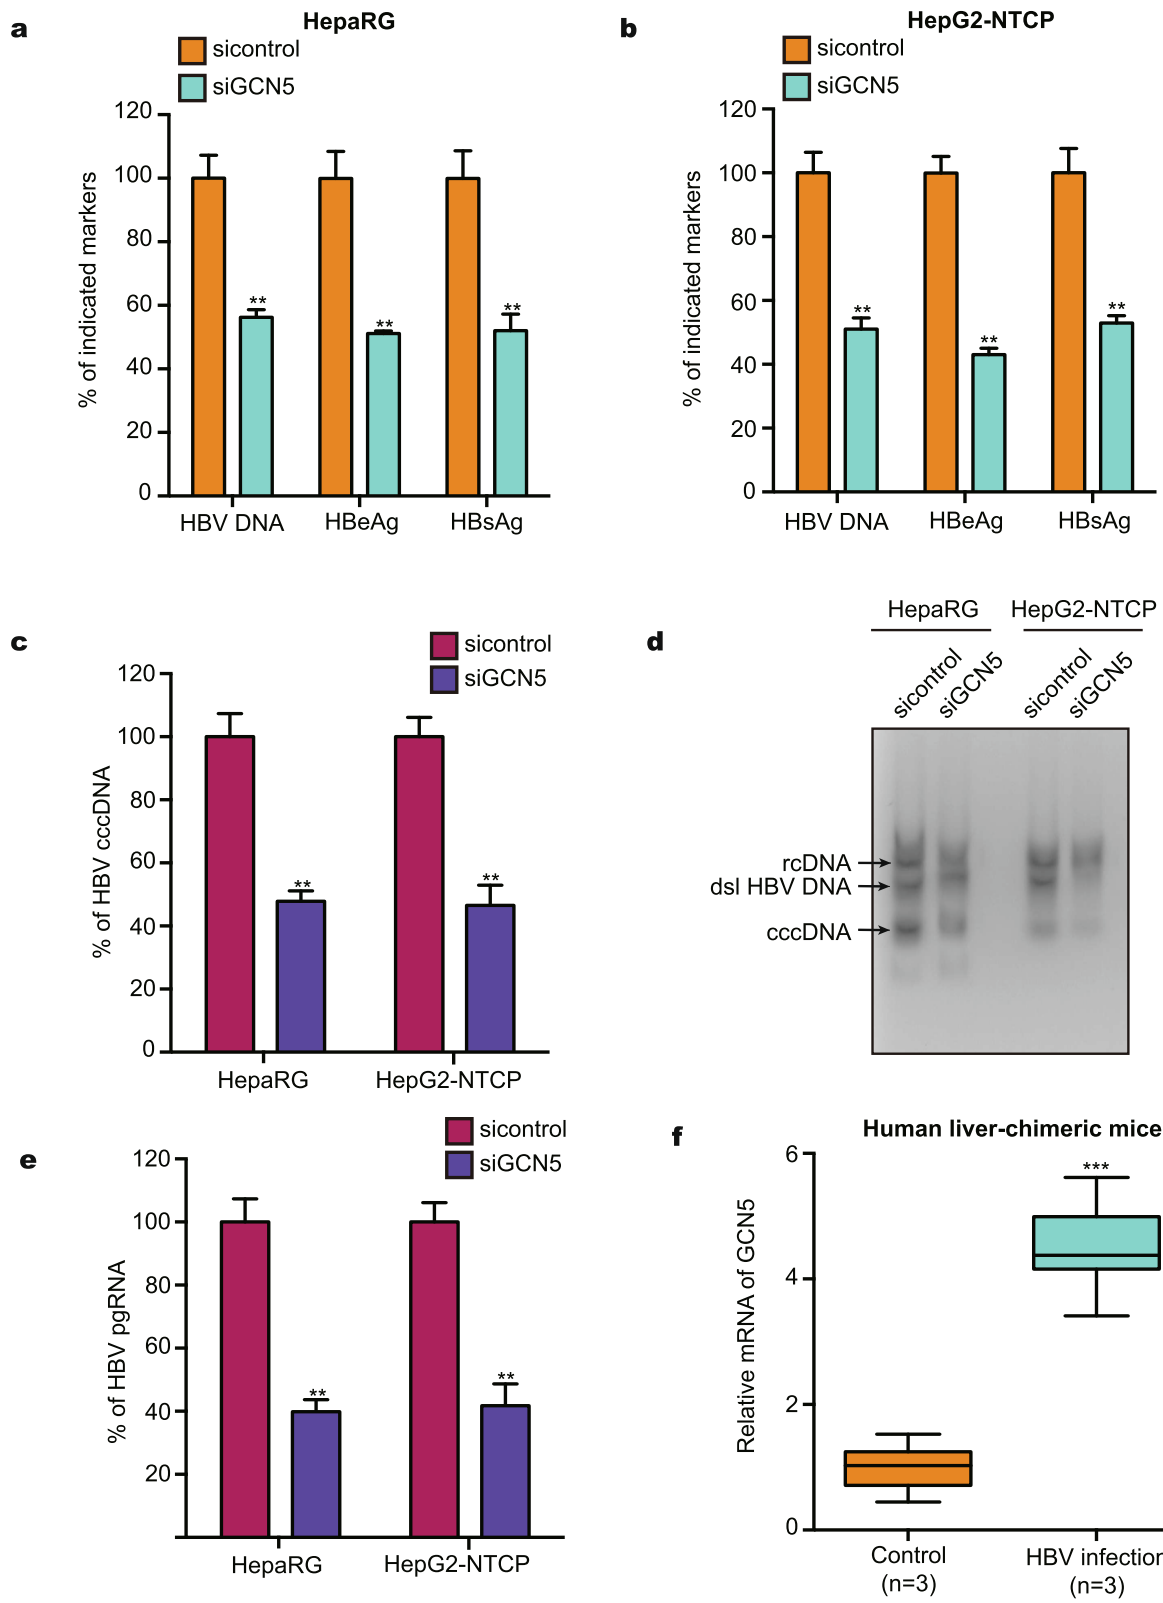 a
HepaRG
sicontrol
siGCN5
120
100
80
60
40
20
0
% of indicated markers
**
**
**
HBV DNA
HBeAg
HBsAg
b
HepG2-NTCP
sicontrol
siGCN5
120
100
80
60
40
20
0
% of indicated markers
**
**
**
HBV DNA
HBeAg
HBsAg
c
sicontrol
siGCN5
120
100
80
60
40
20
0
% of HBV cccDNA
**
**
HepaRG
HepG2-NTCP
d
HepaRG
HepG2-NTCP
sicontrol
siGCN5
sicontrol
siGCN5
rcDNA
dsl HBV DNA
cccDNA
e
sicontrol
siGCN5
120
100
80
60
40
20
% of HBV pgRNA
**
**
HepaRG
HepG2-NTCP
f
Human liver-chimeric mice
6
4
2
0
Relative mRNA of GCN5
***
Control
(n=3)
HBV infection
(n=3)